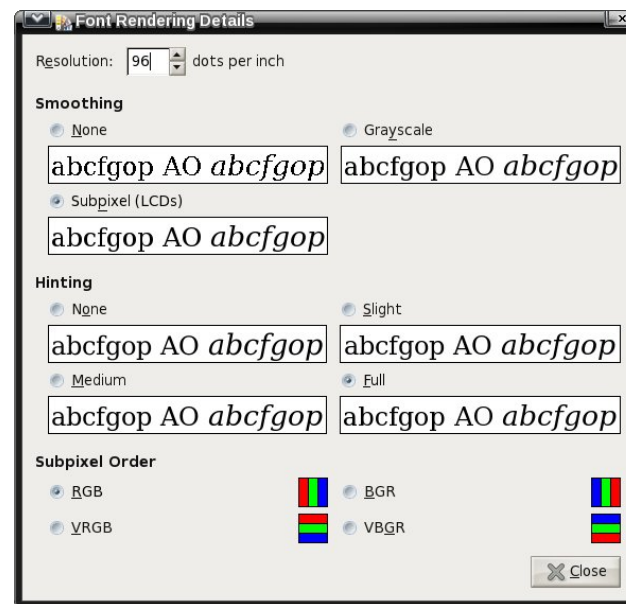 Font Rendering Details
Resolution: 96 dots per inch
Smoothing
None Grayscale
abcfgop AO abcfgop abcfgop AO abcfgop
Subpixel (LCDs)
abcfgop AO abcfgop
Hinting
None Slight
abcfgop AO abcfgop abcfgop AO abcfgop
Medium Full
abcfgop AO abcfgop abcfgop AO abcfgop
Subpixel Order
RGB BGR
VRGB VBGR
Close